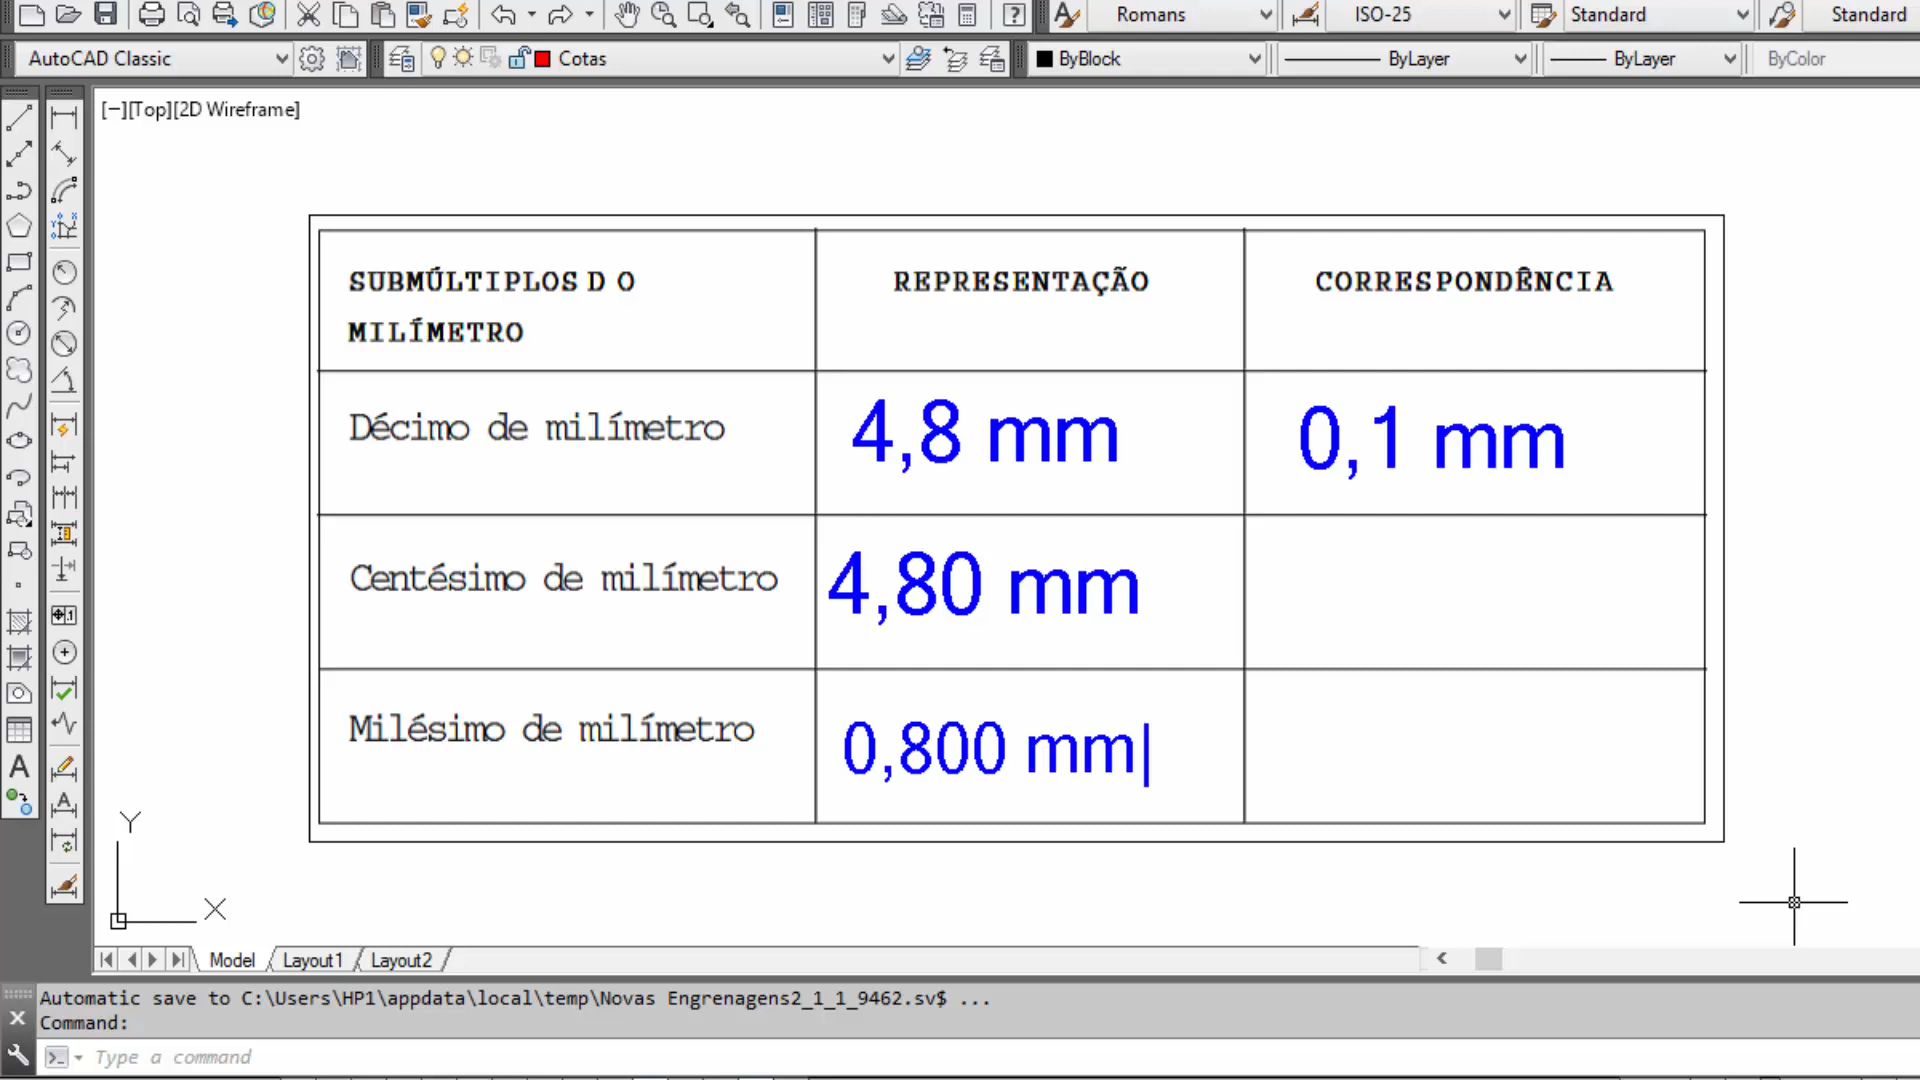 Romans
ISO-25
Standard
Standard
AutoCAD Classic
Cotas
ByBlock
ByLayer
ByLayer
ByColor
[−][Top][2D Wireframe]
SUBMÚLTIPLOS D O
MILÍMETRO
REPRESENTAÇÃO
CORRESPONDÊNCIA
Décimo de milímetro
4,8 mm
0,1 mm
Centésimo de milímetro
4,80 mm
Milésimo de milímetro
0,800 mm
Y
X
Model
Layout1
Layout2
Automatic save to C:\Users\HP1\appdata\local\temp\Novas Engrenagens2_1_1_9462.sv$ ...
Command:
Type a command